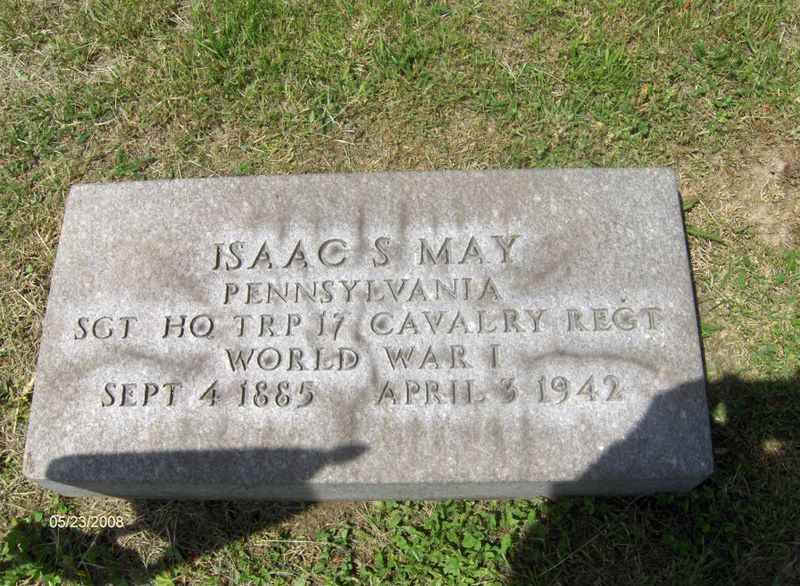 ISAAC S MAY
PENNSYLVANIA
SGT HQ TRP 17 CAVALRY REGT
WORLD WAR I
SEPT 4 1885 APRIL 3 1942
05/23/2008